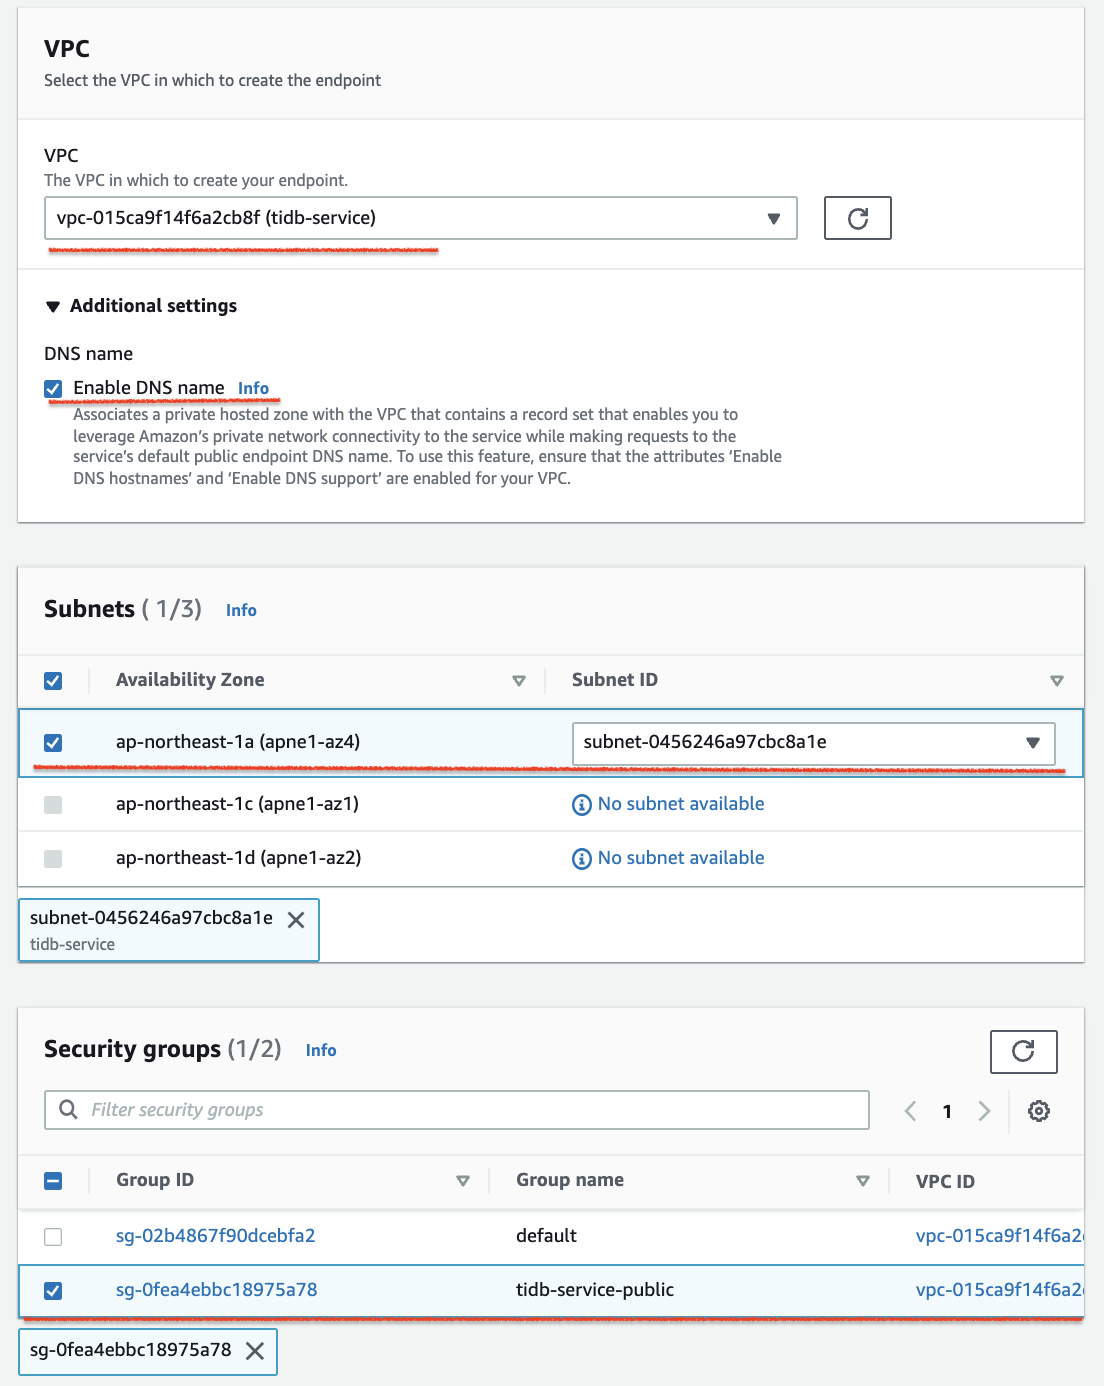 VPC
Select the VPC in which to create the endpoint
VPC
The VPC in which to create your endpoint.
vpc-015ca9f14f6a2cb8f (tidb-service)
Additional settings
DNS name
Enable DNS name Info
Associates a private hosted zone with the VPC that contains a record set that enables you to
leverage Amazon’s private network connectivity to the service while making requests to the
service’s default public endpoint DNS name. To use this feature, ensure that the attributes ‘Enable
DNS hostnames’ and ‘Enable DNS support’ are enabled for your VPC.
Subnets ( 1/3) Info
Availability Zone Subnet ID
ap-northeast-1a (apne1-az4) subnet-0456246a97cbc8a1e
ap-northeast-1c (apne1-az1) No subnet available
ap-northeast-1d (apne1-az2) No subnet available
subnet-0456246a97cbc8a1e
tidb-service
Security groups (1/2) Info
Filter security groups 1
Group ID Group name VPC ID
sg-02b4867f90dcebfa2 default vpc-015ca9f14f6a2
sg-0fea4ebbc18975a78 tidb-service-public vpc-015ca9f14f6a2
sg-0fea4ebbc18975a78